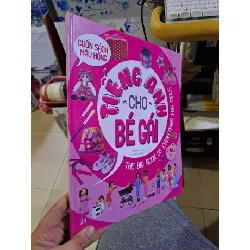 CUỐN SÁCH
MÀU HỒNG
TIẾNG ANH
CHO
BÉ GÁI
THE BIG BOOK OF EVERYTHING FOR GIRLS